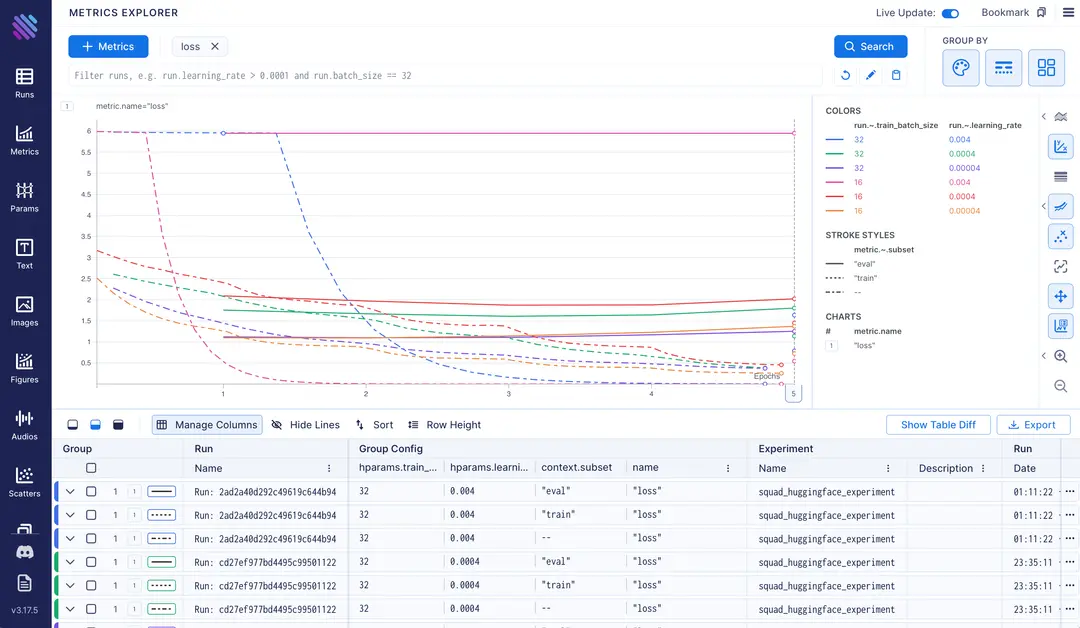 METRICS EXPLORER
Live Update:
Bookmark
Runs
Metrics
Params
Text
Images
Figures
Audios
Scatters
v3.17.5
+ Metrics
loss
Search
GROUP BY
Filter runs, e.g. run.learning_rate > 0.0001 and run.batch_size == 32
1 metric.name="loss"
6
5.5
5
4.5
4
3.5
3
2.5
2
1.5
1
0.5
1 2 3 4 5
Epochs
COLORS
run.~.train_batch_size run.~.learning_rate
32 0.004
32 0.0004
32 0.00004
16 0.004
16 0.0004
16 0.00004
STROKE STYLES
metric.~.subset
"eval"
"train"
--
CHARTS
# metric.name
1 "loss"
Manage Columns
Hide Lines
Sort
Row Height
Show Table Diff
Export
Group Run Group Config Experiment Run
Name hparams.train_... hparams.learni... context.subset name Name Description Date
1 1 Run: 2ad2a40d292c49619c644b94 32 0.004 "eval" "loss" squad_huggingface_experiment 01:11:22
1 1 Run: 2ad2a40d292c49619c644b94 32 0.004 "train" "loss" squad_huggingface_experiment 01:11:22
1 1 Run: 2ad2a40d292c49619c644b94 32 0.004 -- "loss" squad_huggingface_experiment 01:11:22
1 1 Run: cd27ef977bd4495c99501122 32 0.0004 "eval" "loss" squad_huggingface_experiment 23:35:11
1 1 Run: cd27ef977bd4495c99501122 32 0.0004 "train" "loss" squad_huggingface_experiment 23:35:11
1 1 Run: cd27ef977bd4495c99501122 32 0.0004 -- "loss" squad_huggingface_experiment 23:35:11